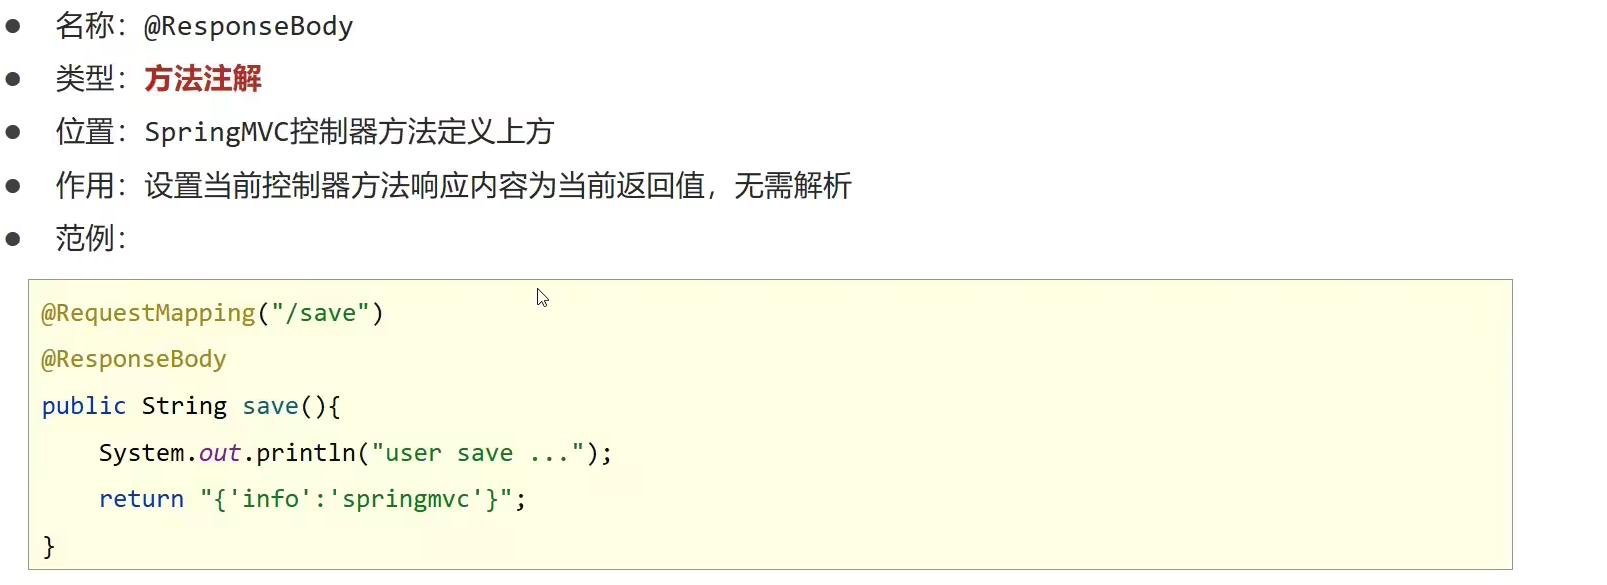 ● 名称：@ResponseBody
● 类型：方法注解
● 位置：SpringMVC控制器方法定义上方
● 作用：设置当前控制器方法响应内容为当前返回值，无需解析
● 范例：
@RequestMapping("/save")
@ResponseBody
public String save(){
    System.out.println("user save ...");
    return "{'info':'springmvc'}";
}